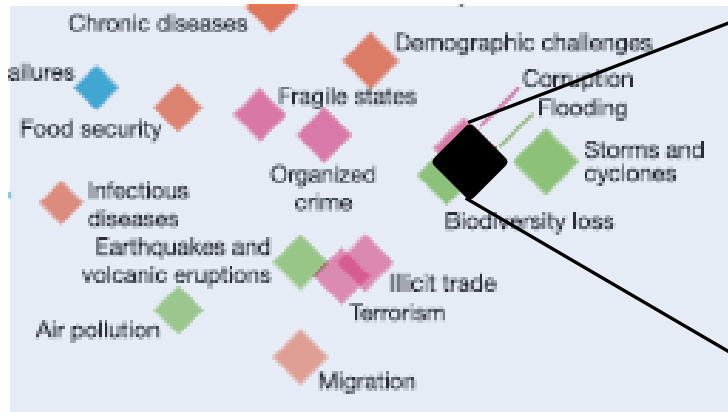 Chronic diseases
Demographic challenges
ailures
Corruption
Fragile states
Flooding
Food security
Storms and
cyclones
Organized
crime
Infectious
diseases
Biodiversity loss
Earthquakes and
volcanic eruptions
Illicit trade
Terrorism
Air pollution
Migration